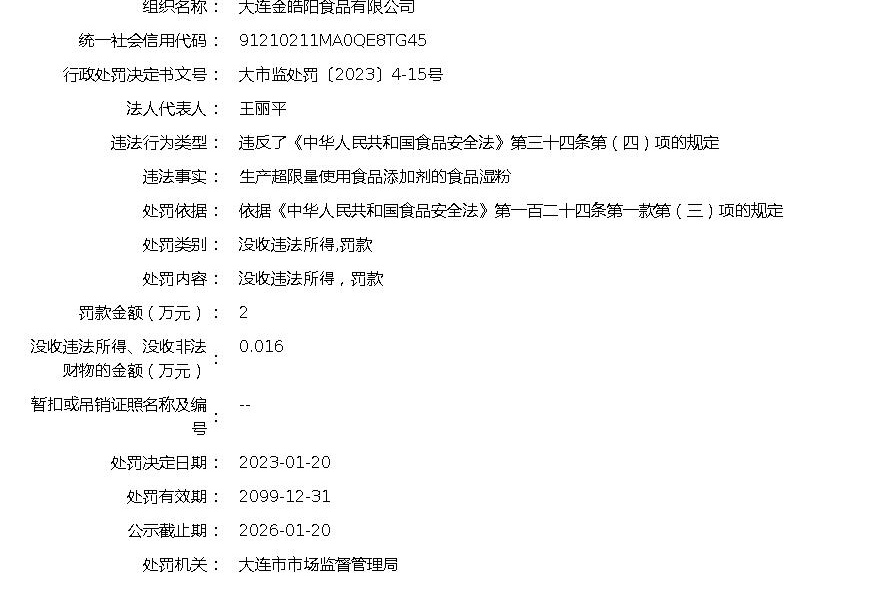 组织名称： 大连金皓阳食品有限公司
统一社会信用代码： 91210211MA0QE8TG45
行政处罚决定书文号： 大市监处罚〔2023〕4-15号
法人代表人： 王丽平
违法行为类型： 违反了《中华人民共和国食品安全法》第三十四条第（四）项的规定
违法事实： 生产超限量使用食品添加剂的食品湿粉
处罚依据： 依据《中华人民共和国食品安全法》第一百二十四条第一款第（三）项的规定
处罚类别： 没收违法所得,罚款
处罚内容： 没收违法所得，罚款
罚款金额（万元）： 2
没收违法所得、没收非法
财物的金额（万元）： 0.016
暂扣或吊销证照名称及编
号： --
处罚决定日期： 2023-01-20
处罚有效期： 2099-12-31
公示截止期： 2026-01-20
处罚机关： 大连市市场监督管理局